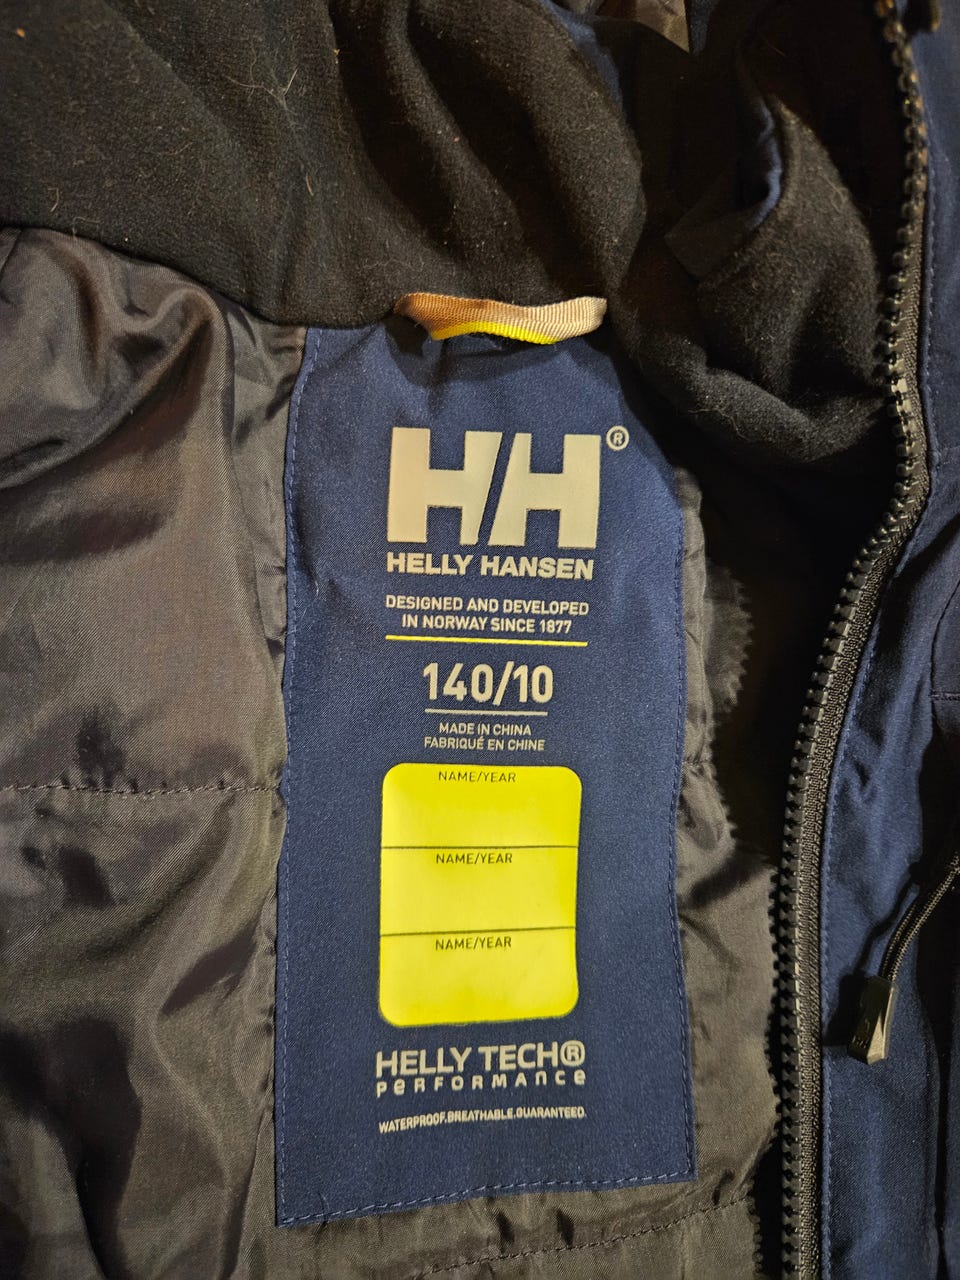 HH®
HELLY HANSEN
DESIGNED AND DEVELOPED
IN NORWAY SINCE 1877
140/10
MADE IN CHINA
FABRIQUÉ EN CHINE
NAME/YEAR
NAME/YEAR
NAME/YEAR
HELLY TECH®
PERFORMANCE
WATERPROOF.BREATHABLE.GUARANTEED.